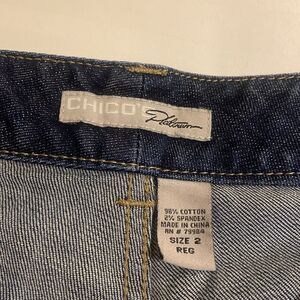 CHICO'S
Platinum
98% COTTON
2% SPANDEX
MADE IN CHINA
RN # 79984
SIZE 2
REG